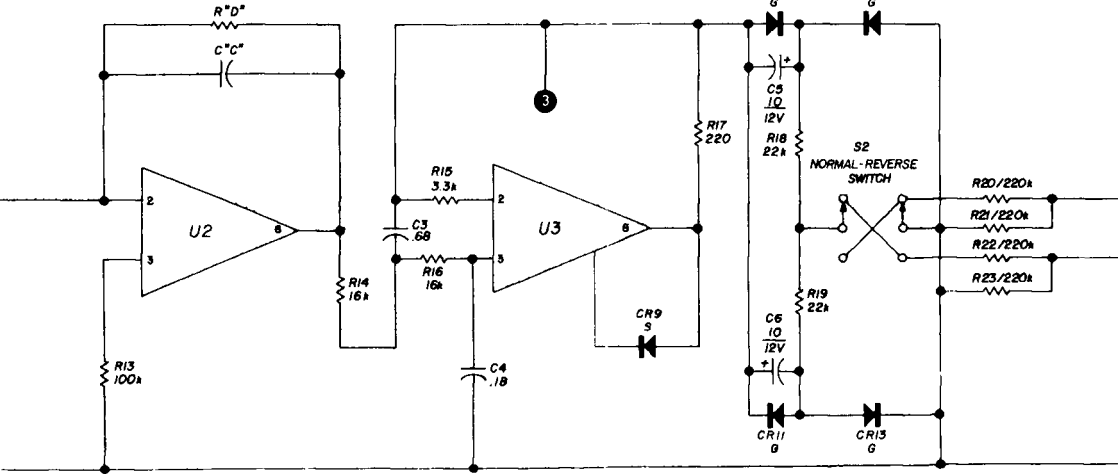 R"D"
C"C"
2
U2
6
3
R13
100k
R14
16k
3
R15
3.3k
C3
.68
R16
16k
2
U3
6
3
C4
.18
CR9
S
R17
220
G
G
+
C5
10
12V
R18
22k
S2
NORMAL-REVERSE
SWITCH
R20/220k
R21/220k
R22/220k
R23/220k
R19
22k
C6
10
12V
+
CR11
G
CR13
G